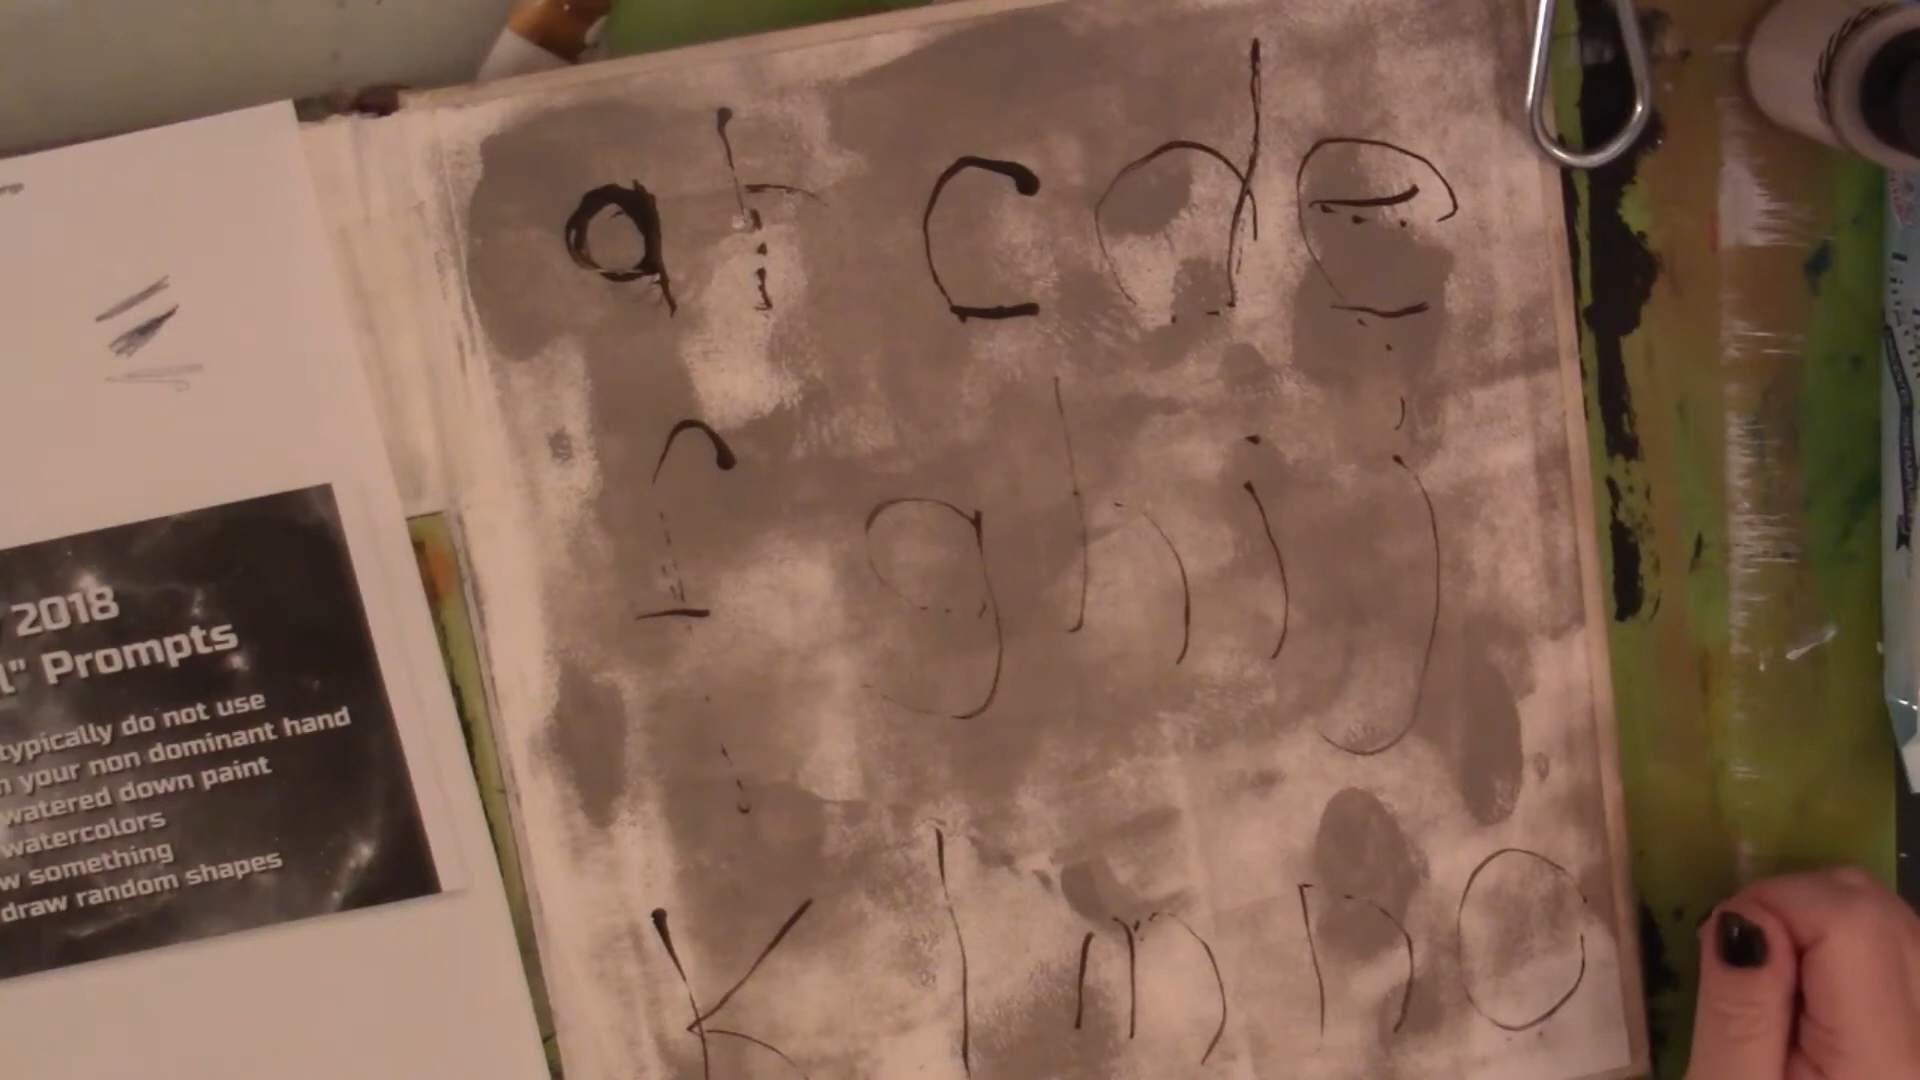 a b c d e
f g h i j
k l m n o
2018
" Prompts
typically do not use
your non dominant hand
watered down paint
watercolors
something
draw random shapes